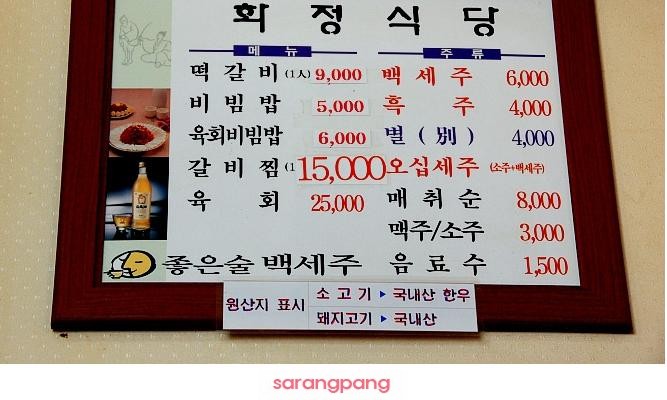 화정식당
메뉴
떡갈비(1人) 9,000
비빔밥 5,000
육회비빔밥 6,000
갈비찜(1 15,000
육회 25,000
주류
백세주 6,000
흑주 4,000
별(別) 4,000
오십세주 (소주+백세주)
매취순 8,000
맥주/소주 3,000
음료수 1,500
좋은술 백세주
원산지 표시
소고기 ▶ 국내산 한우
돼지고기 ▶ 국내산
sarangpang